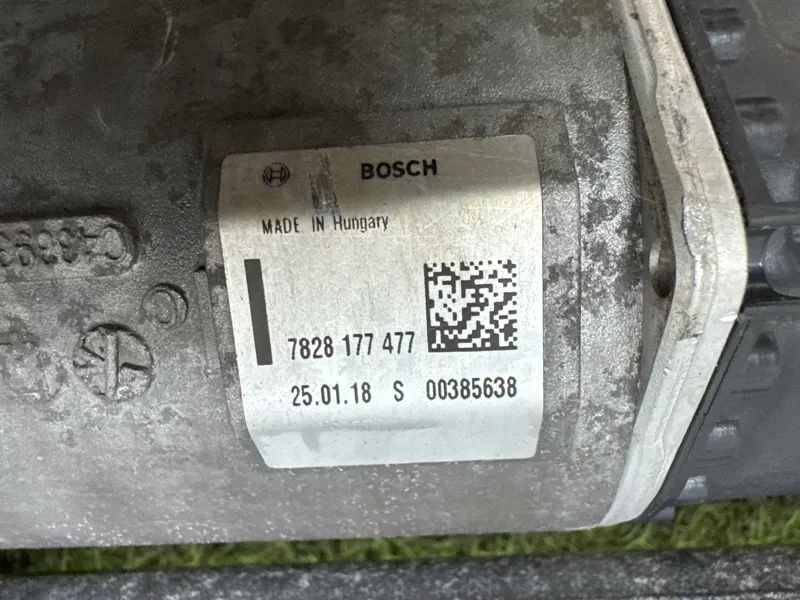 BOSCH
MADE IN Hungary
7828 177 477
25.01.18 S 00385638